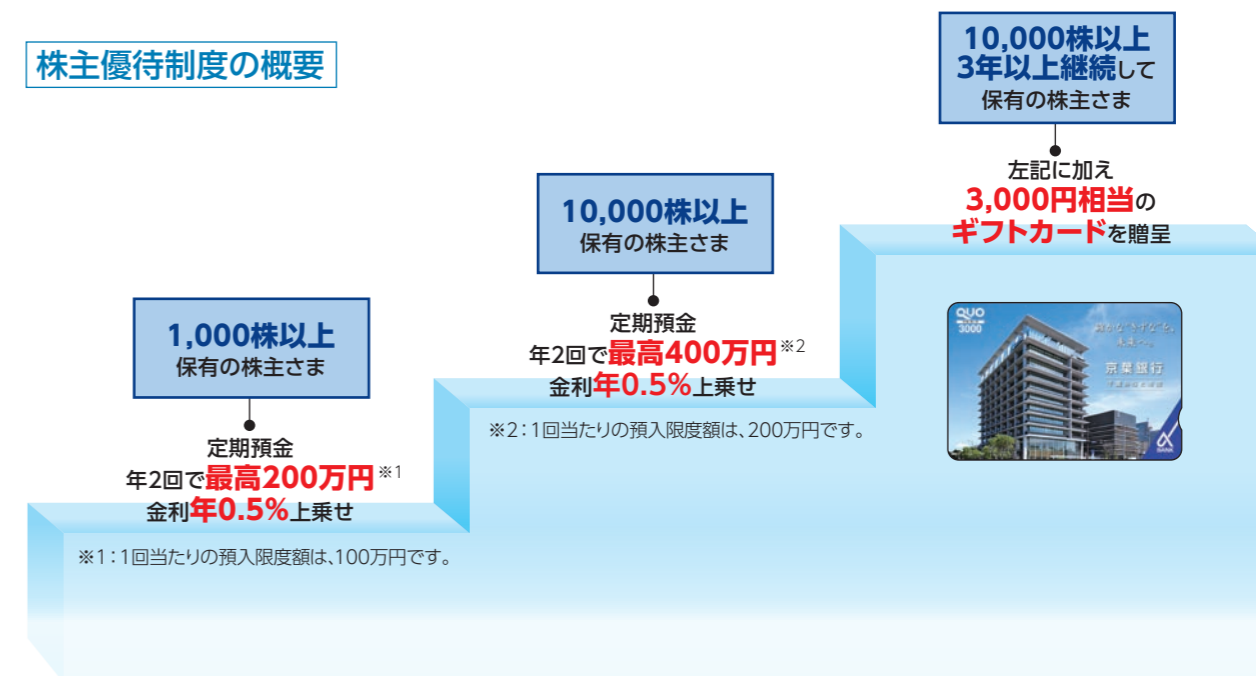 株主優待制度の概要
1,000株以上
保有の株主さま
定期預金
年2回で最高200万円※1
金利年0.5%上乗せ
※1：1回当たりの預入限度額は、100万円です。
10,000株以上
保有の株主さま
定期預金
年2回で最高400万円※2
金利年0.5%上乗せ
※2：1回当たりの預入限度額は、200万円です。
10,000株以上
3年以上継続して
保有の株主さま
左記に加え
3,000円相当の
ギフトカードを贈呈
QUO
3000
京葉銀行
α
BANK